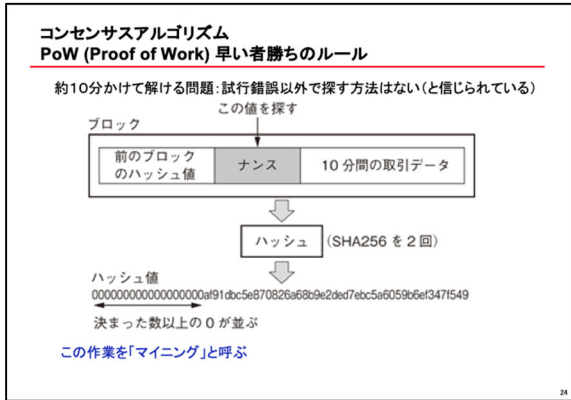 コンセンサスアルゴリズム
PoW (Proof of Work) 早い者勝ちのルール
約10分かけて解ける問題:試行錯誤以外で探す方法はない(と信じられている)
この値を探す
ブロック
前のブロック
のハッシュ値
ナンス
10 分間の取引データ
ハッシュ
(SHA256 を 2 回)
ハッシュ値
000000000000000000af91dbc5e870826a68b9e2ded7ebc5a6059b6ef347f549
決まった数以上の 0 が並ぶ
この作業を「マイニング」と呼ぶ
24